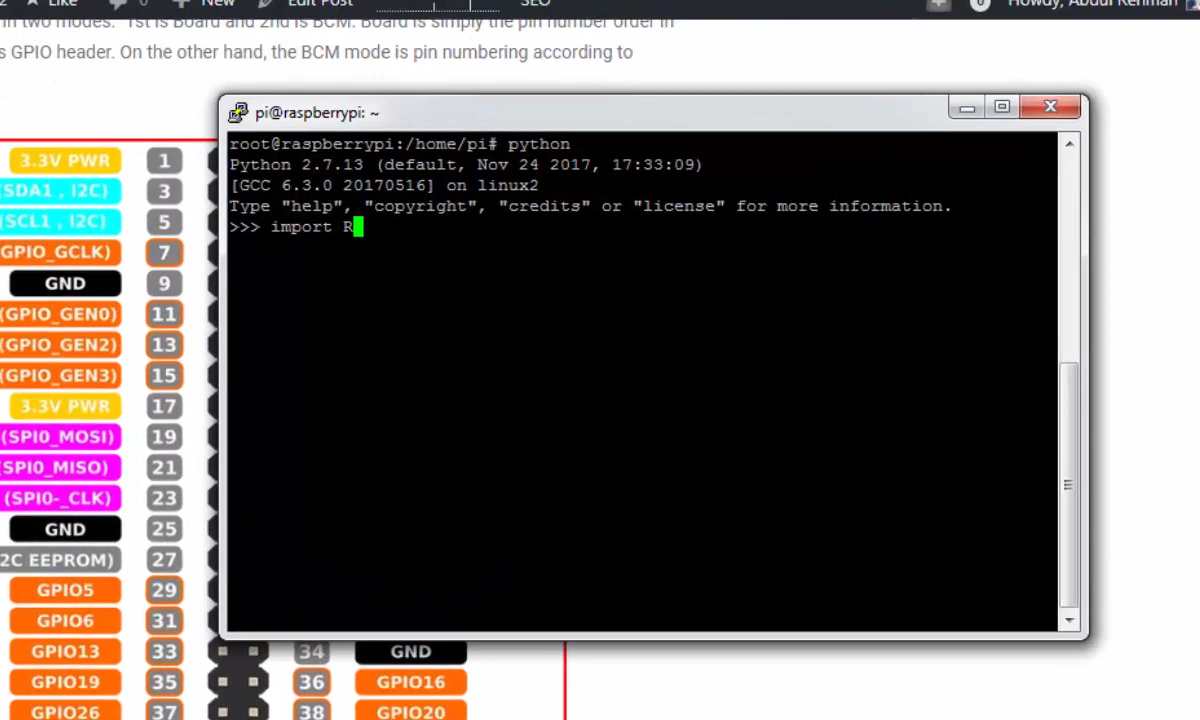 Like 0 New Edit Post SEO 0 Howdy, Abdul Rehman
in two modes. 1st is Board and 2nd is BCM. Board is simply the pin number order in
s GPIO header. On the other hand, the BCM mode is pin numbering according to
pi@raspberrypi: ~
root@raspberrypi:/home/pi# python
Python 2.7.13 (default, Nov 24 2017, 17:33:09)
[GCC 6.3.0 20170516] on linux2
Type "help", "copyright", "credits" or "license" for more information.
>>> import R
3.3V PWR 1
(SDA1 , I2C) 3
(SCL1 , I2C) 5
GPIO_GCLK) 7
GND 9
(GPIO_GEN0) 11
(GPIO_GEN2) 13
(GPIO_GEN3) 15
3.3V PWR 17
(SPI0_MOSI) 19
(SPI0_MISO) 21
(SPI0-_CLK) 23
GND 25
2C EEPROM) 27
GPIO5 29
GPIO6 31
GPIO13 33 34 GND
GPIO19 35 36 GPIO16
GPIO26 37 38 GPIO20